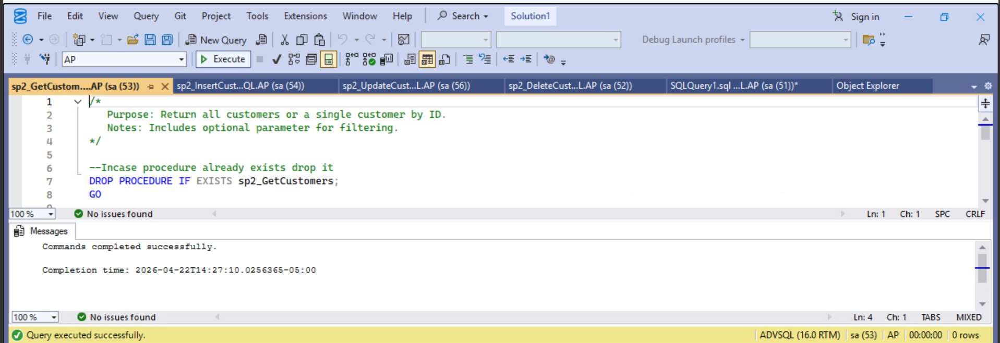 File Edit View Query Git Project Tools Extensions Window Help Search Solution1 Sign in
New Query Debug Launch profiles
AP Execute
sp2_GetCustom....AP (sa (53)) sp2_InsertCust...QL.AP (sa (54)) sp2_UpdateCust...L.AP (sa (56)) sp2_DeleteCust...L.AP (sa (52)) SQLQuery1.sql ...L.AP (sa (51))* Object Explorer
1 /*
2 Purpose: Return all customers or a single customer by ID.
3 Notes: Includes optional parameter for filtering.
4 */
5
6 --Incase procedure already exists drop it
7 DROP PROCEDURE IF EXISTS sp2_GetCustomers;
8 GO
100 % No issues found Ln: 1 Ch: 1 SPC CRLF
Messages
Commands completed successfully.
Completion time: 2026-04-22T14:27:10.0256365-05:00
100 % No issues found Ln: 4 Ch: 1 TABS MIXED
Query executed successfully. ADVSQL (16.0 RTM) sa (53) AP 00:00:00 0 rows